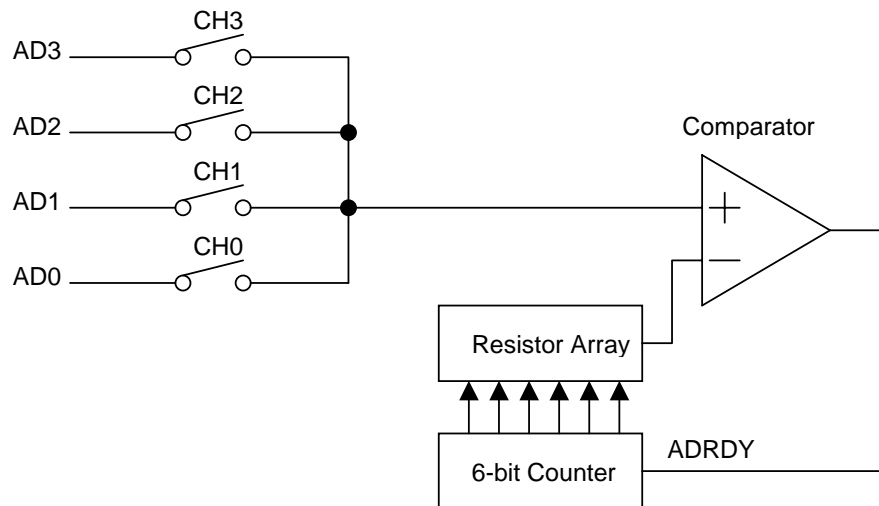 CH3
AD3
CH2
AD2
Comparator
CH1
AD1
CH0
AD0
Resistor Array
ADRDY
6-bit Counter